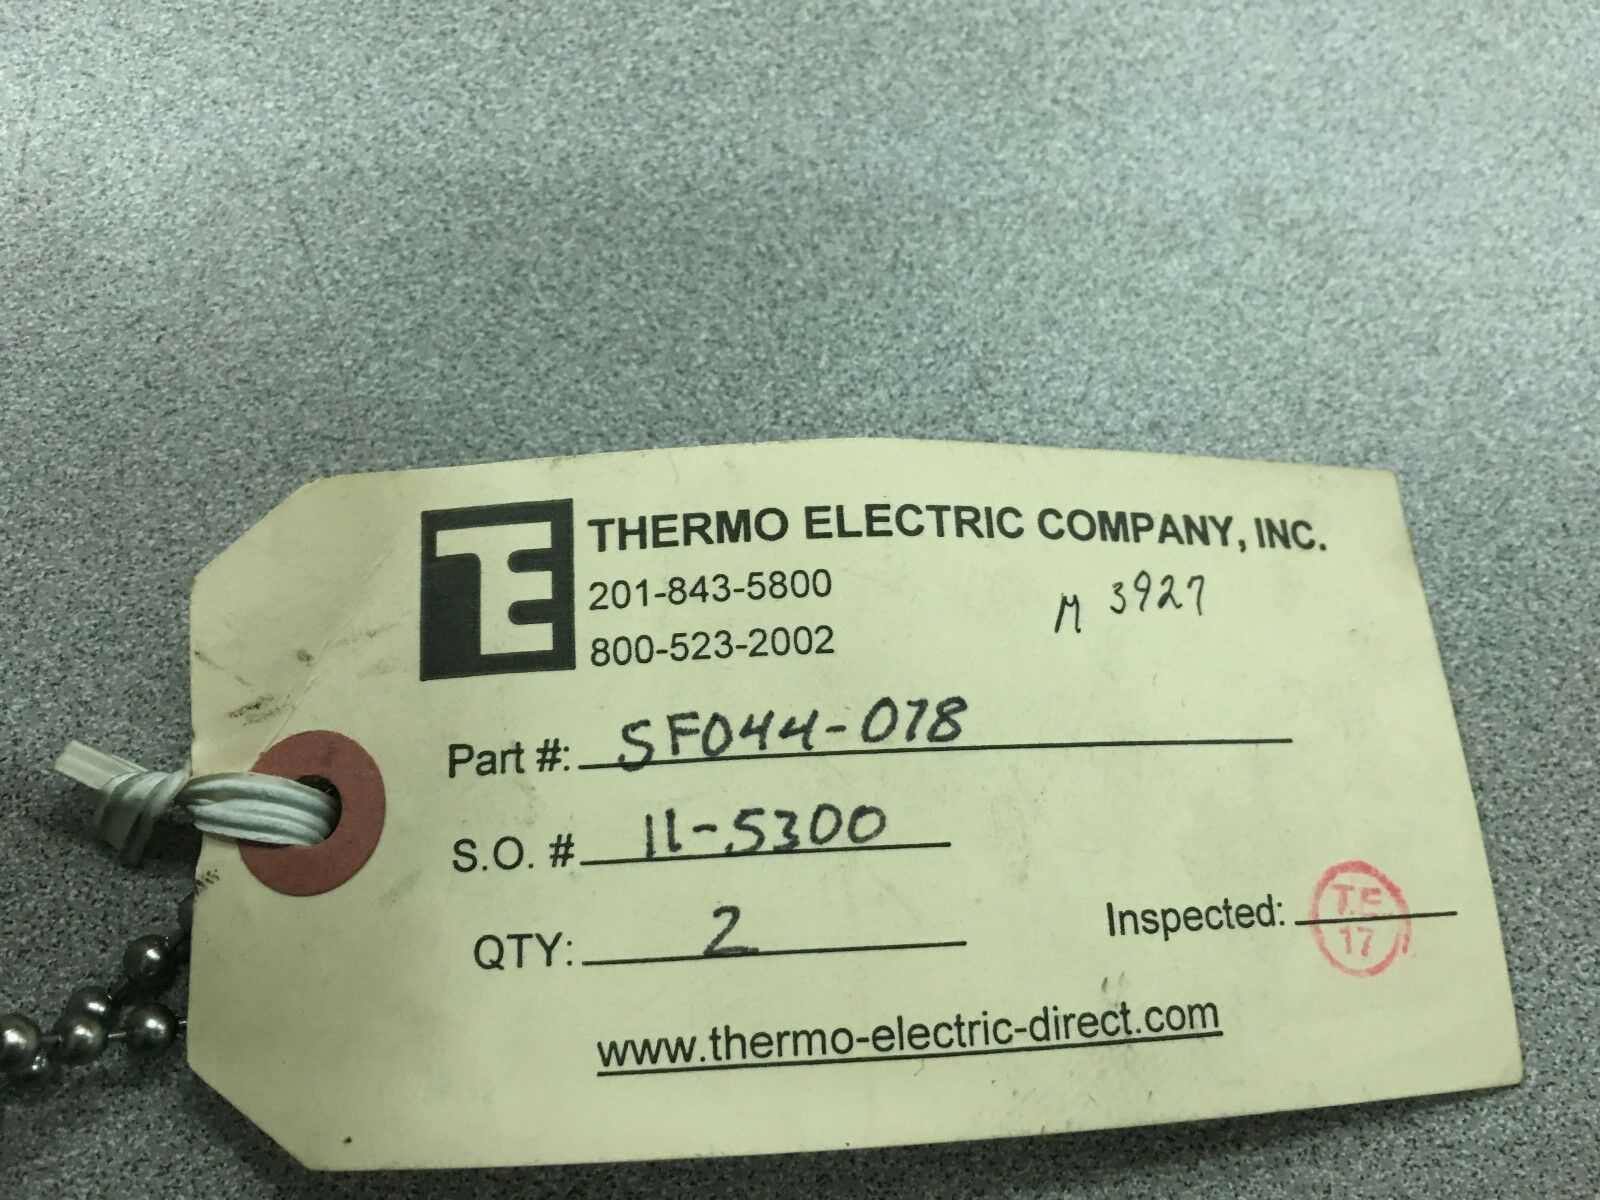 TE THERMO ELECTRIC COMPANY, INC.
201-843-5800
800-523-2002
M 3927
Part #: SF044-078
S.O. # 11-5300
QTY: 2
Inspected: T.E
17
www.thermo-electric-direct.com